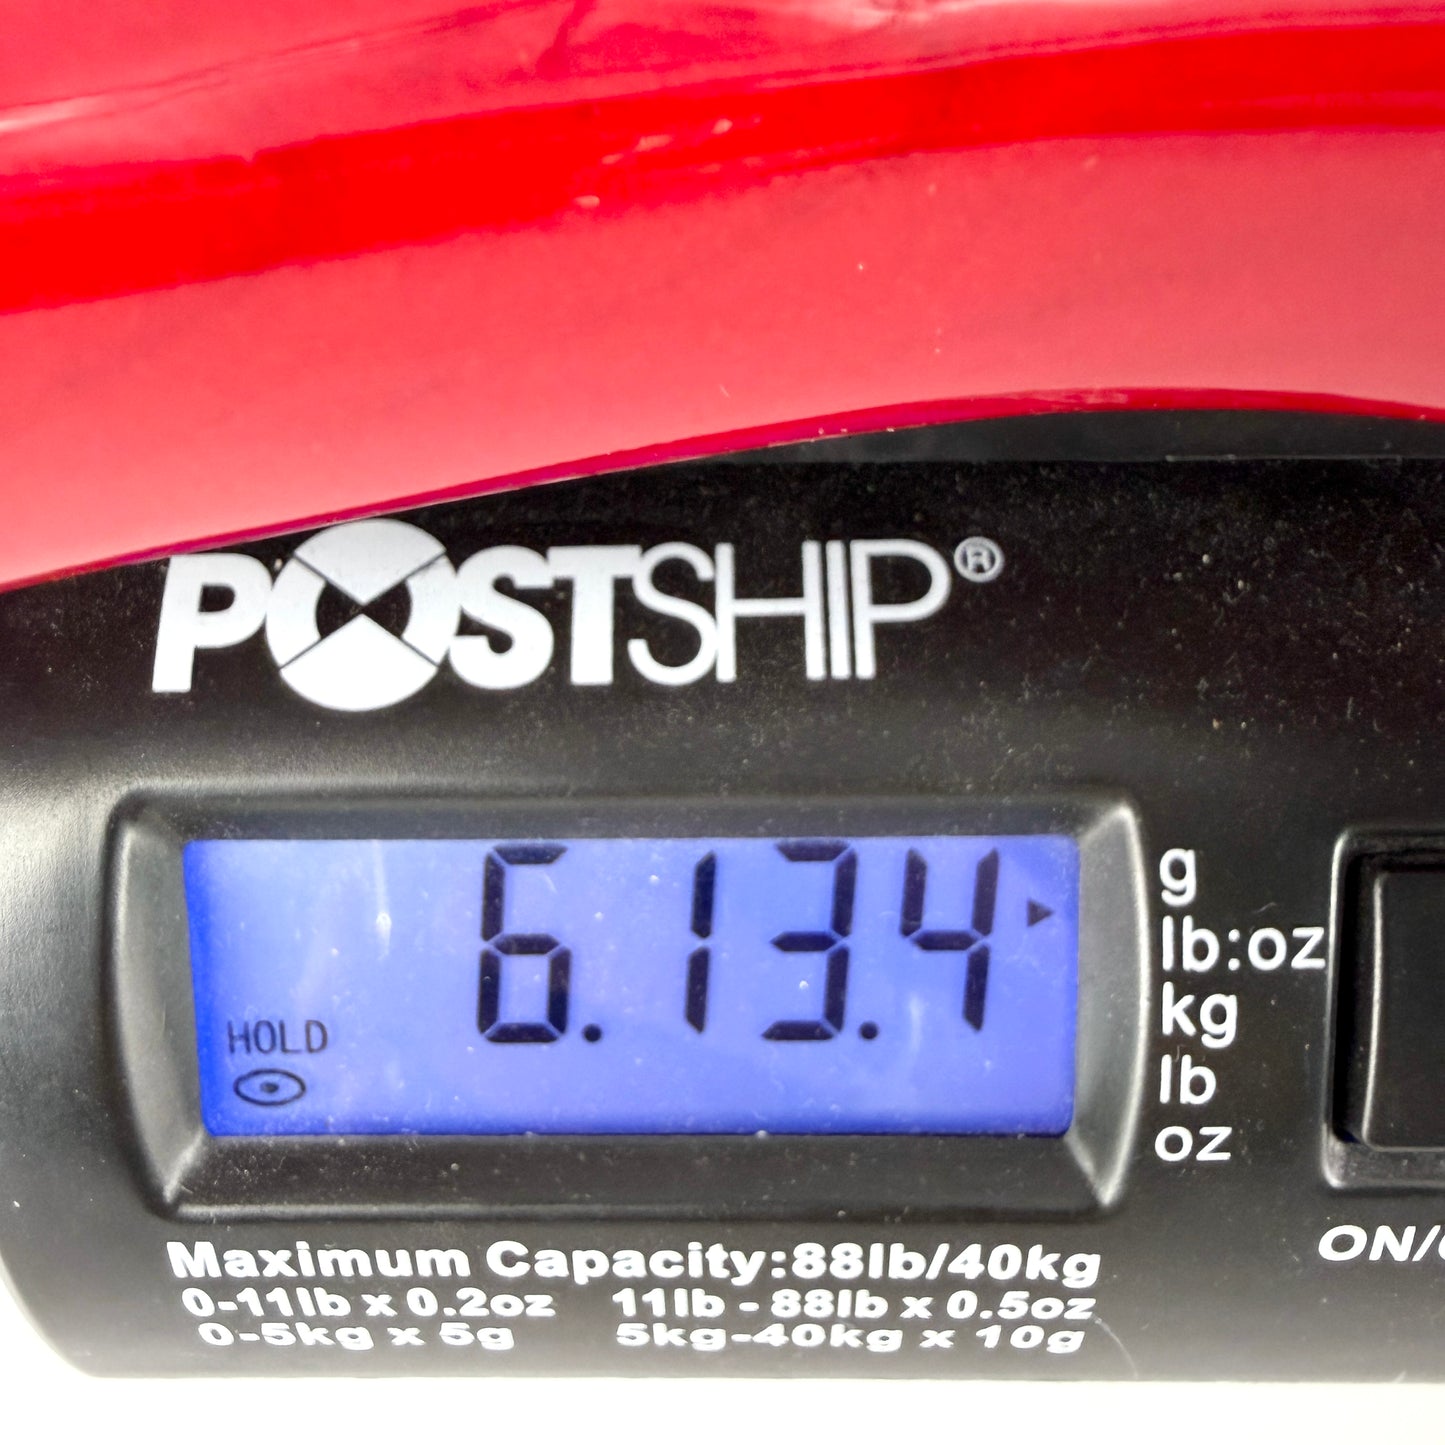 POSTSHIP®
6.13.4
HOLD
g
lb:oz
kg
lb
oz
ON/
Maximum Capacity:88lb/40kg
0-11lb x 0.2oz 11lb - 88lb x 0.5oz
0-5kg x 5g 5kg-40kg x 10g